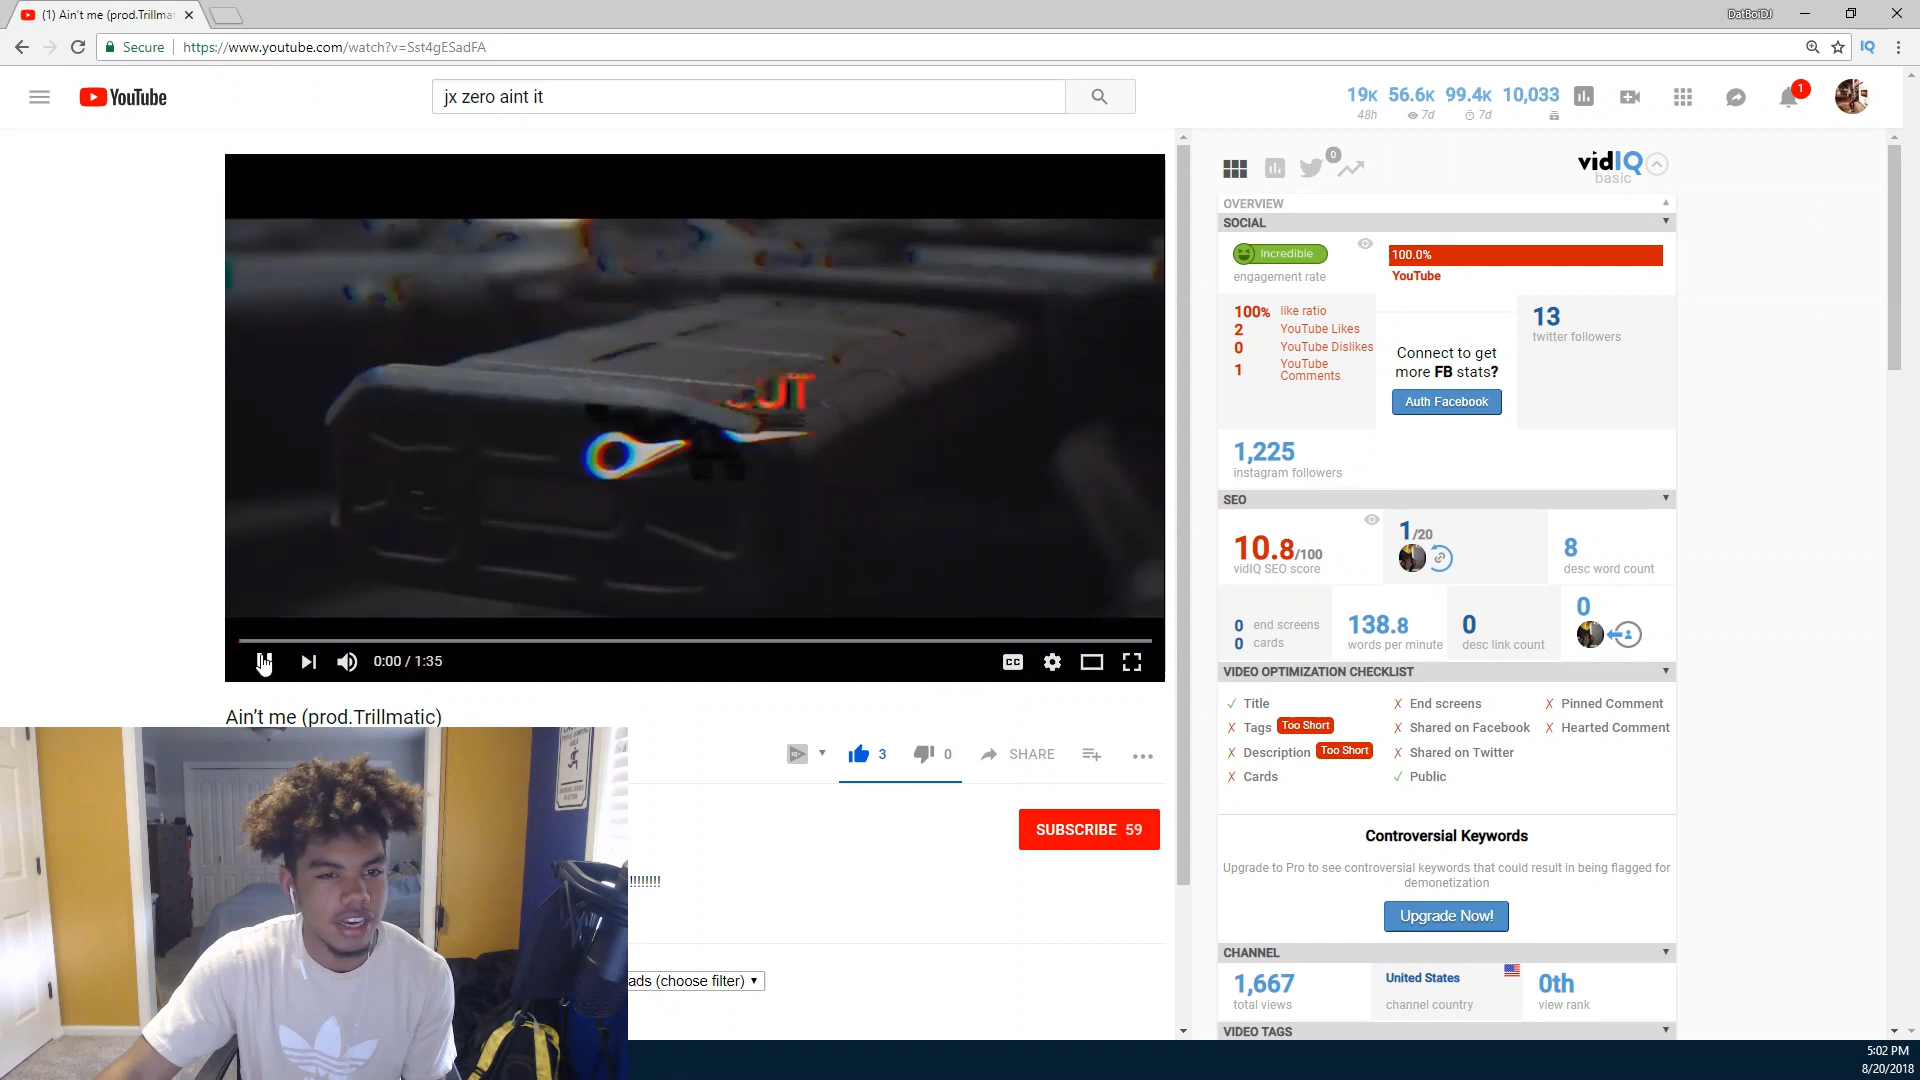 (1) Ain't me (prod.Trillma
DatBoiDJ
Secure
https://www.youtube.com/watch?v=Sst4gESadFA
IQ
YouTube
jx zero aint it
19K 56.6K 99.4K 10,033
48h 7d 7d
1
0
vidIQ
basic
OVERVIEW
SOCIAL
Incredible
engagement rate
100.0%
YouTube
100% like ratio
2 YouTube Likes
0 YouTube Dislikes
1 YouTube Comments
Connect to get
more FB stats?
Auth Facebook
13
twitter followers
1,225
instagram followers
SEO
10.8/100
vidIQ SEO score
1/20
8
desc word count
0 end screens
0 cards
138.8
words per minute
0
desc link count
0
VIDEO OPTIMIZATION CHECKLIST
✓ Title
✗ Tags Too Short
✗ Description Too Short
✗ Cards
✗ End screens
✗ Shared on Facebook
✗ Shared on Twitter
✓ Public
✗ Pinned Comment
✗ Hearted Comment
Controversial Keywords
Upgrade to Pro to see controversial keywords that could result in being flagged for
demonetization
Upgrade Now!
CHANNEL
1,667
total views
United States
channel country
0th
view rank
VIDEO TAGS
0:00 / 1:35
CC
Ain't me (prod.Trillmatic)
3
0
SHARE
SUBSCRIBE 59
!!!!!!!!
ads (choose filter)
adidas
5:02 PM
8/20/2018